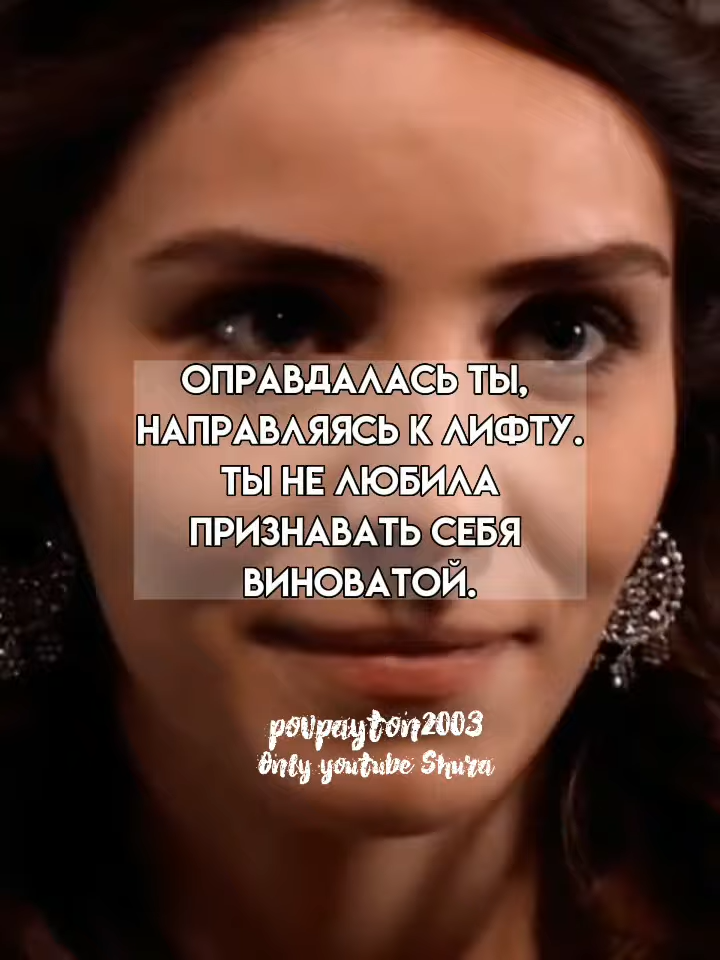 ОПРАВДАЛАСЬ ТЫ,
НАПРАВЛЯЯСЬ К ЛИФТУ.
ТЫ НЕ ЛЮБИЛА
ПРИЗНАВАТЬ СЕБЯ
ВИНОВАТОЙ.
povpayton2003
Only youtube Shura